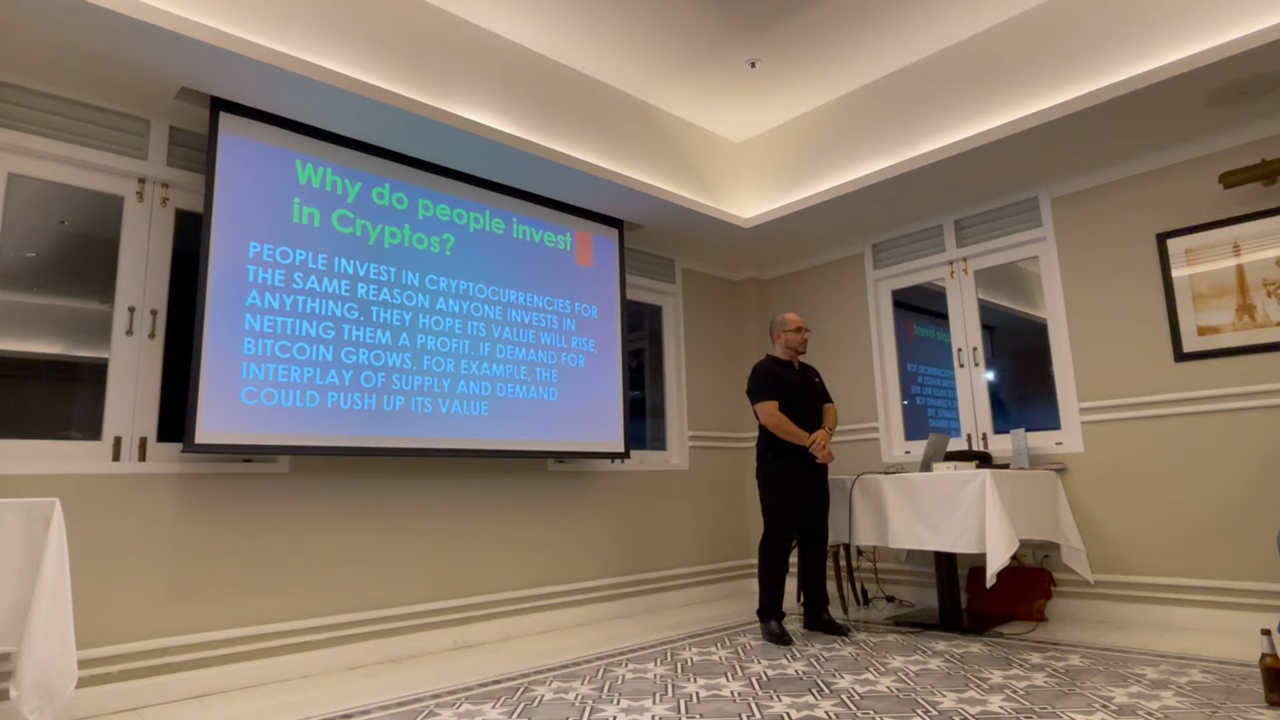 Why do people invest
in Cryptos?
PEOPLE INVEST IN CRYPTOCURRENCIES FOR
THE SAME REASON ANYONE INVESTS IN
ANYTHING. THEY HOPE ITS VALUE WILL RISE,
NETTING THEM A PROFIT. IF DEMAND FOR
BITCOIN GROWS, FOR EXAMPLE, THE
INTERPLAY OF SUPPLY AND DEMAND
COULD PUSH UP ITS VALUE